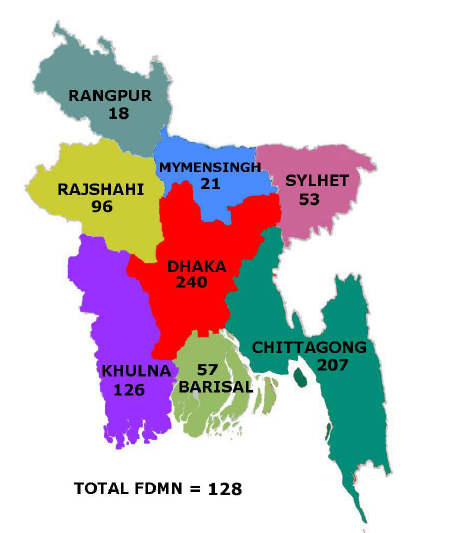 RANGPUR
18
MYMENSINGH
21
SYLHET
53
RAJSHAHI
96
DHAKA
240
CHITTAGONG
207
KHULNA
126
57
BARISAL
TOTAL FDMN = 128